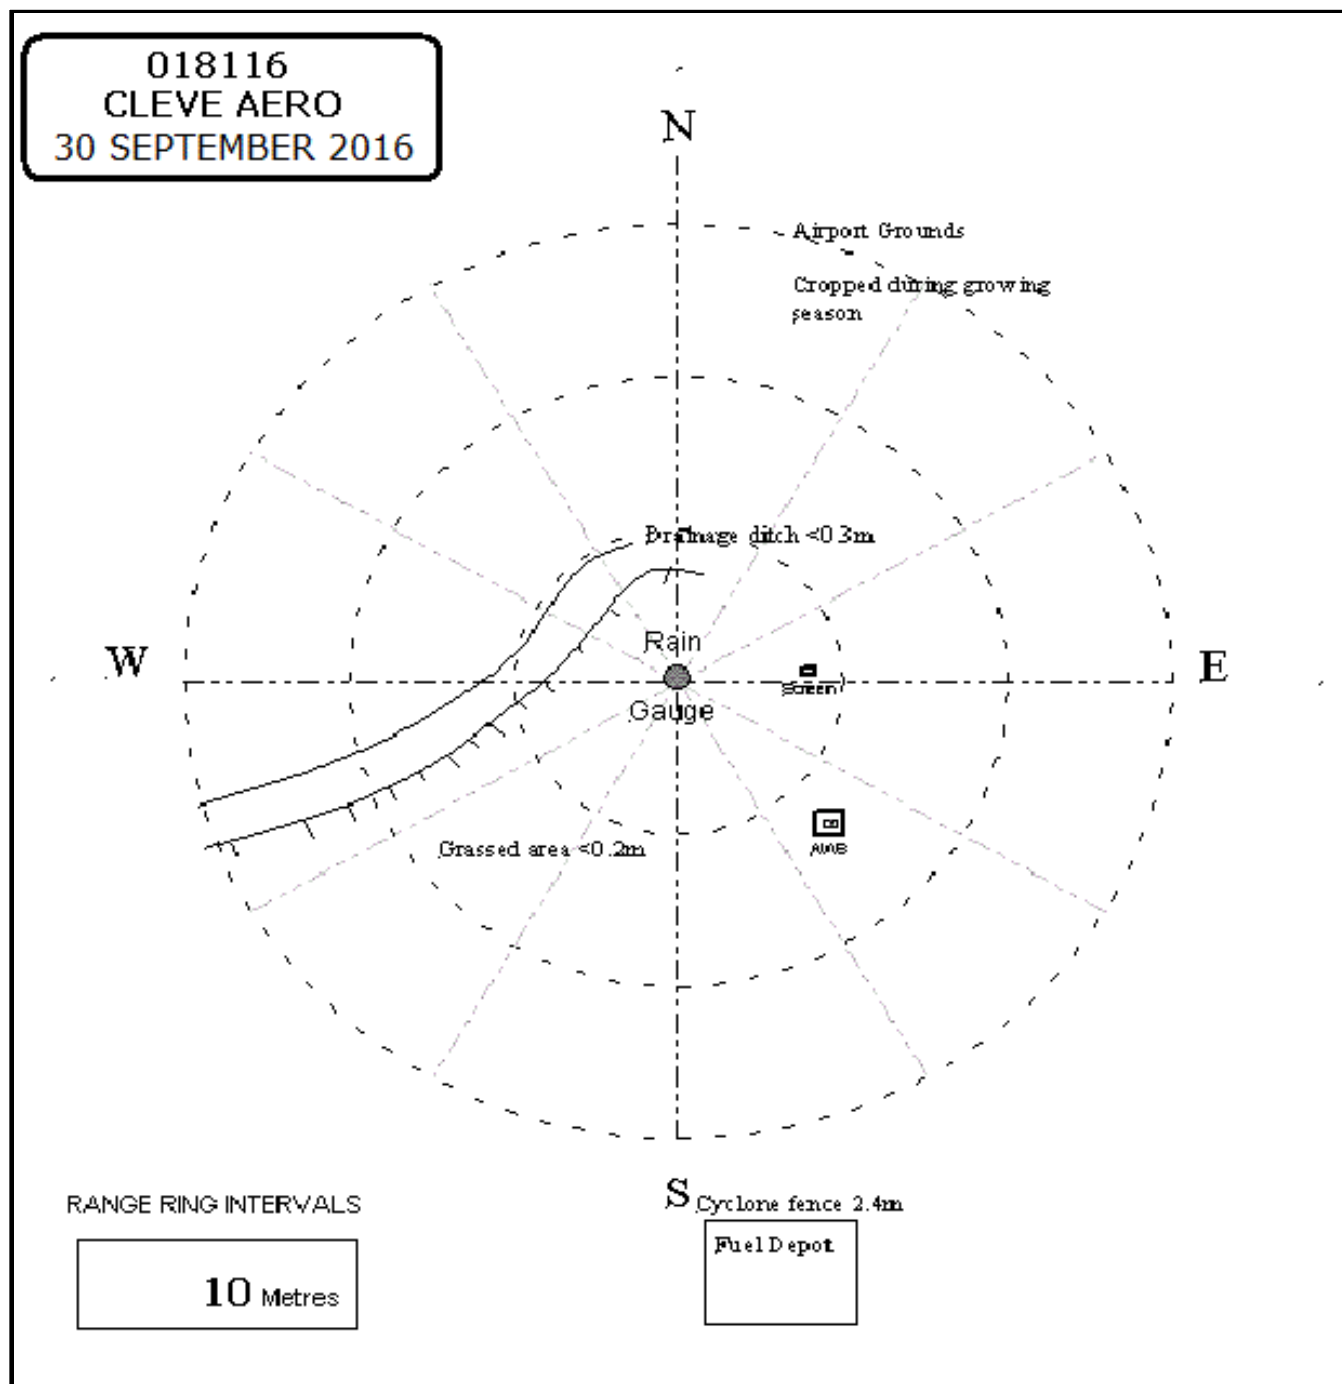 018116
CLEVE AERO
30 SEPTEMBER 2016
N
Airport Grounds
Cropped during growing
season
Drainage ditch <0.3m
Rain
W
E
Screen
Gauge
Grassed area <0.2m
S
Cyclone fence 2.4m
RANGE RING INTERVALS
Fuel Depot
10 Metres